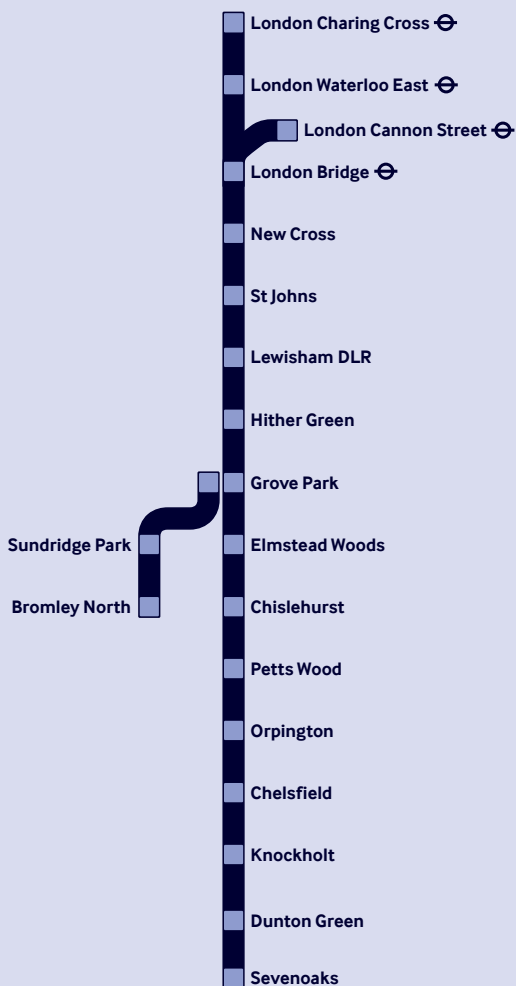 London Charing Cross
London Waterloo East
London Cannon Street
London Bridge
New Cross
St Johns
Lewisham DLR
Hither Green
Grove Park
Sundridge Park
Elmstead Woods
Bromley North
Chislehurst
Petts Wood
Orpington
Chelsfield
Knockholt
Dunton Green
Sevenoaks